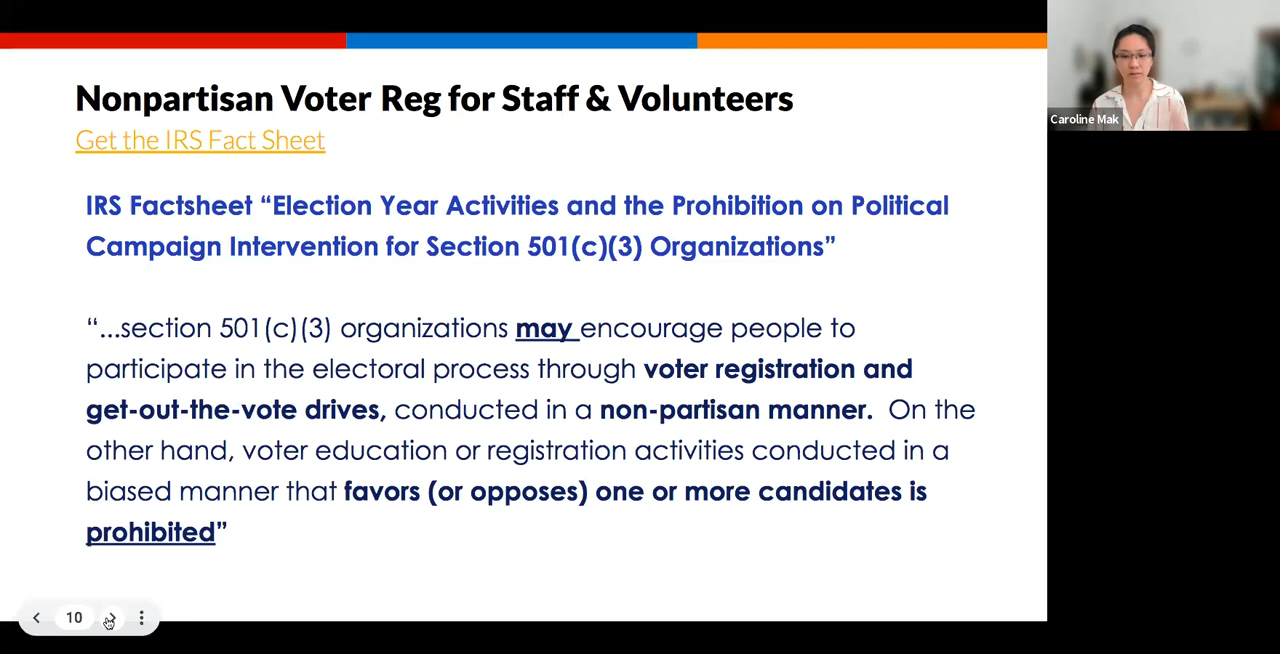 Nonpartisan Voter Reg for Staff & Volunteers
Get the IRS Fact Sheet
IRS Factsheet “Election Year Activities and the Prohibition on Political
Campaign Intervention for Section 501(c)(3) Organizations”
“...section 501(c)(3) organizations may encourage people to
participate in the electoral process through voter registration and
get-out-the-vote drives, conducted in a non-partisan manner. On the
other hand, voter education or registration activities conducted in a
biased manner that favors (or opposes) one or more candidates is
prohibited”
10
Caroline Mak